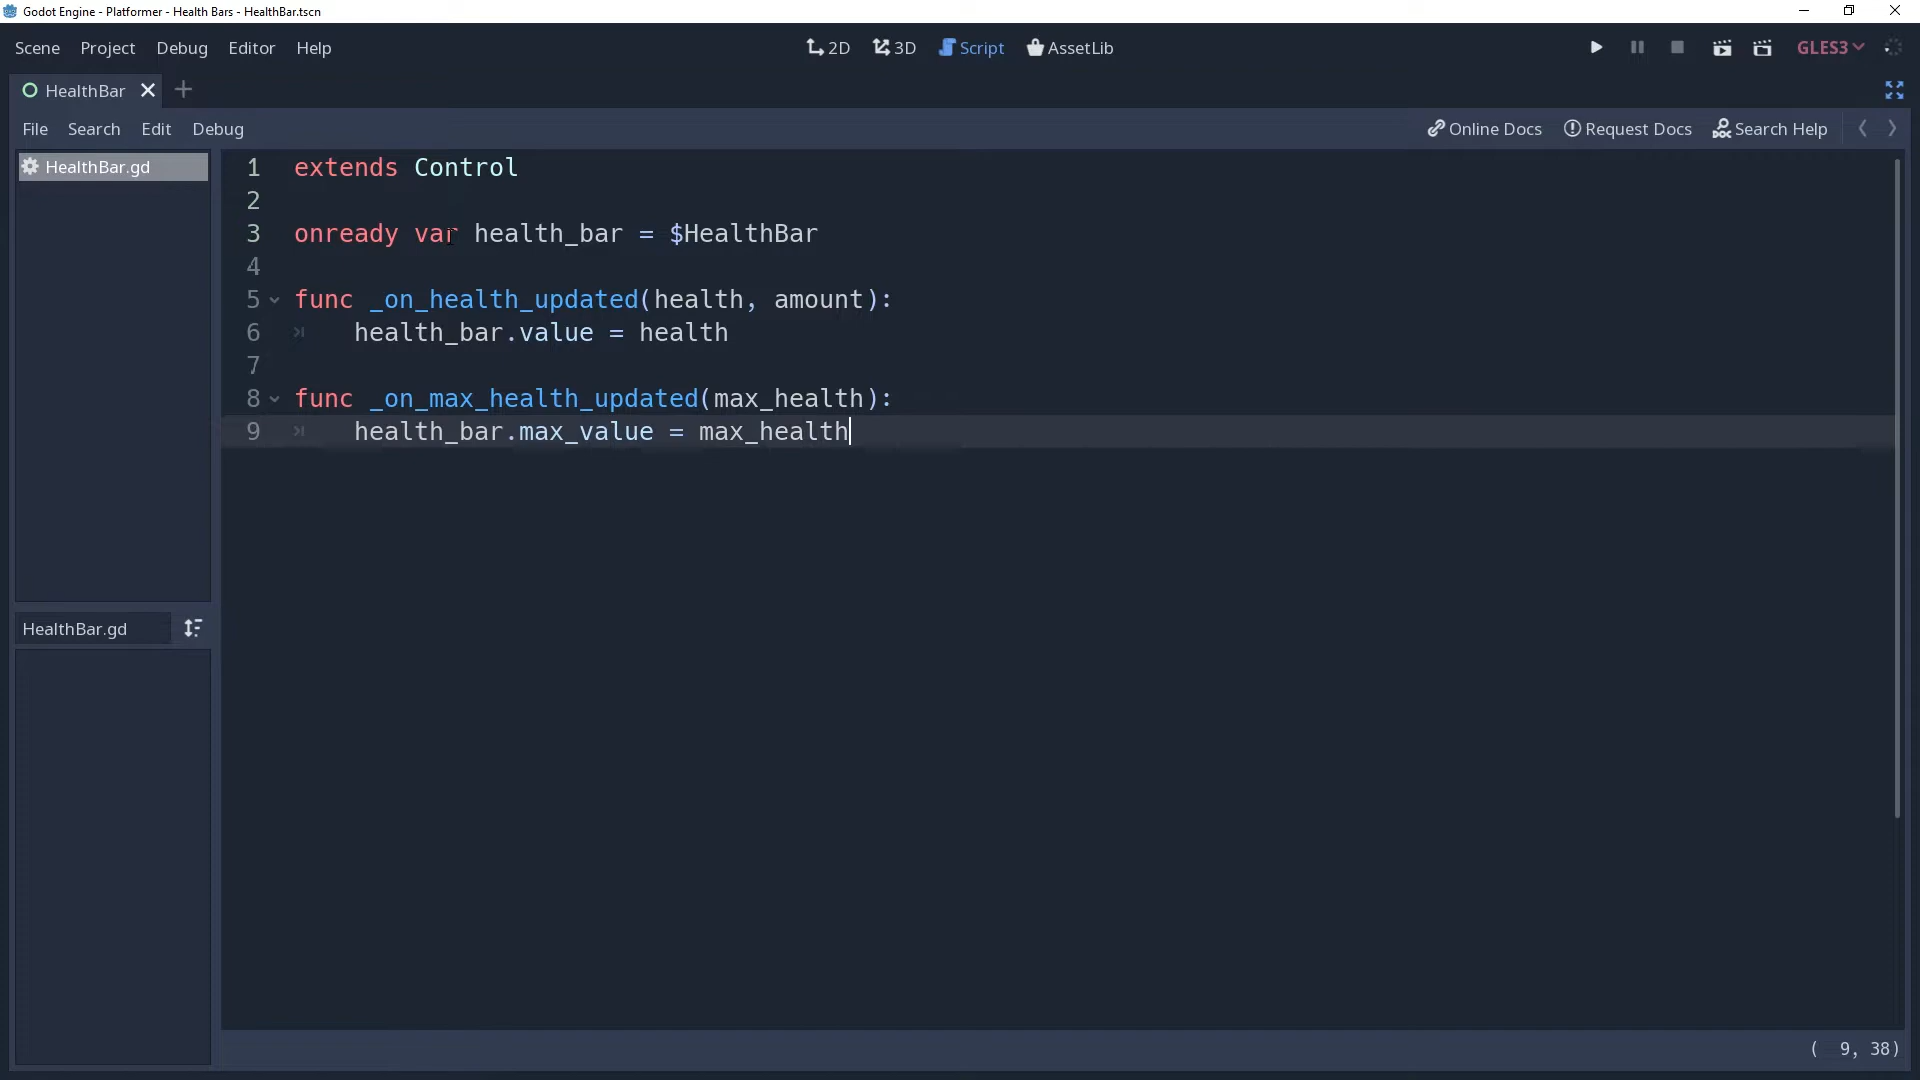 Godot Engine - Platformer - Health Bars - HealthBar.tscn
Scene Project Debug Editor Help 2D 3D Script AssetLib GLES3
HealthBar
File Search Edit Debug Online Docs Request Docs Search Help
HealthBar.gd
1 extends Control
2
3 onready var health_bar = $HealthBar
4
5 func _on_health_updated(health, amount):
6 health_bar.value = health
7
8 func _on_max_health_updated(max_health):
9 health_bar.max_value = max_health
HealthBar.gd
( 9, 38)